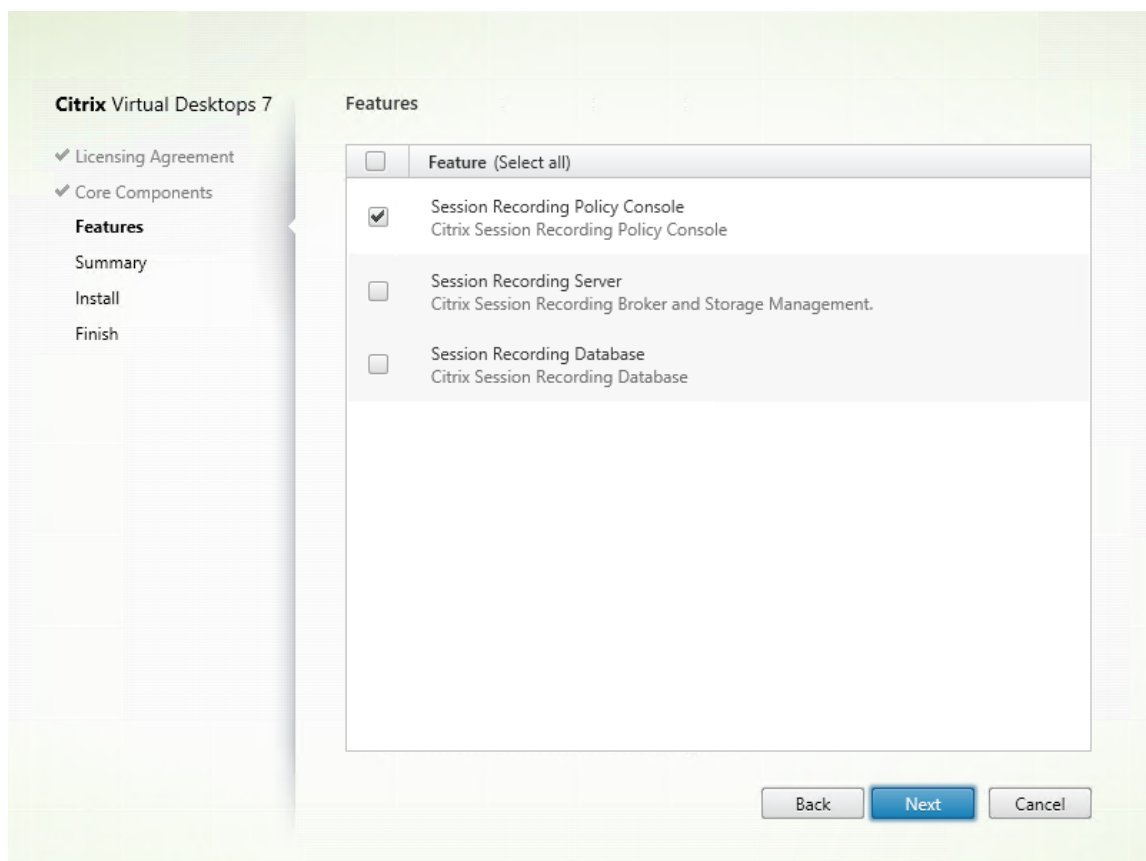 Citrix Virtual Desktops 7
Licensing Agreement
Core Components
Features
Summary
Install
Finish
Features
Feature (Select all)
Session Recording Policy Console
Citrix Session Recording Policy Console
Session Recording Server
Citrix Session Recording Broker and Storage Management.
Session Recording Database
Citrix Session Recording Database
Back Next Cancel